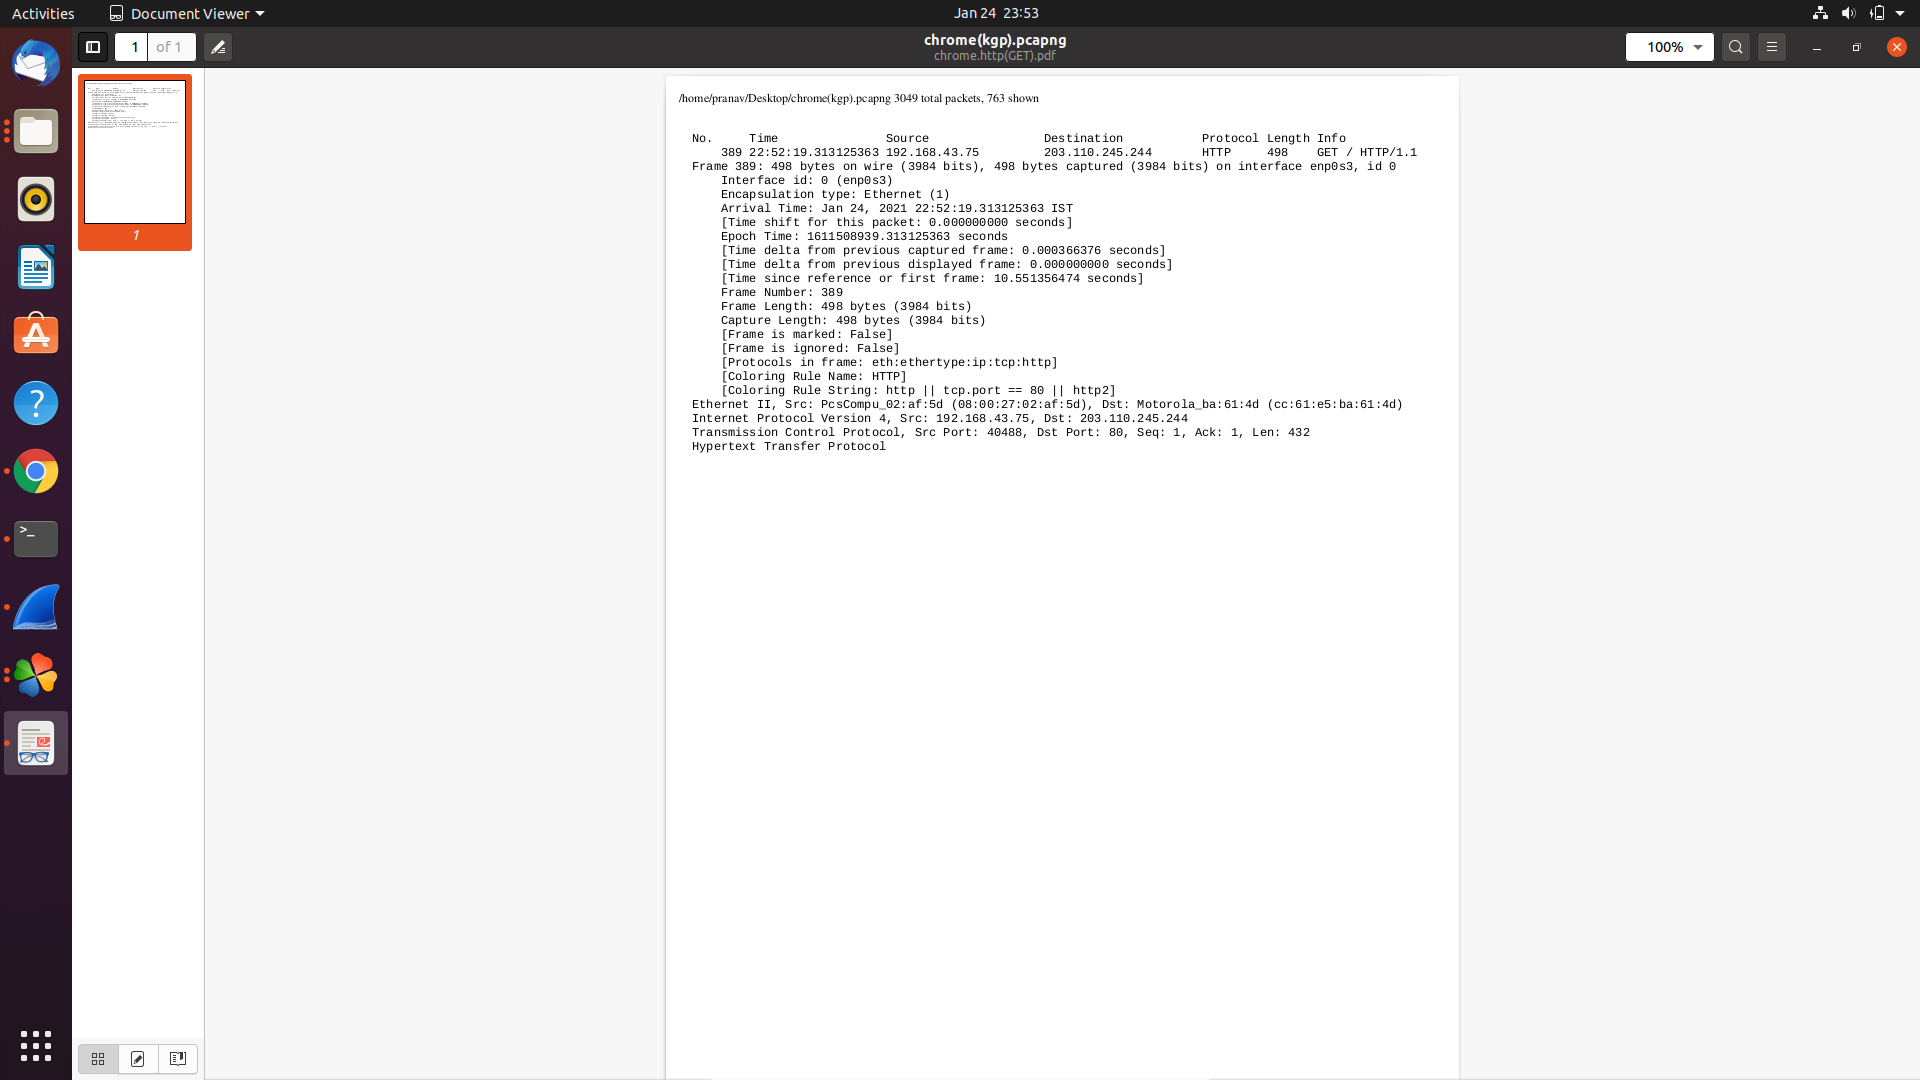 Activities Document Viewer Jan 24 23:53
1 of 1 chrome(kgp).pcapng 100%
chrome.http(GET).pdf
1
/home/pranav/Desktop/chrome(kgp).pcapng 3049 total packets, 763 shown
No. Time Source Destination Protocol Length Info
389 22:52:19.313125363 192.168.43.75 203.110.245.244 HTTP 498 GET / HTTP/1.1
Frame 389: 498 bytes on wire (3984 bits), 498 bytes captured (3984 bits) on interface enp0s3, id 0
Interface id: 0 (enp0s3)
Encapsulation type: Ethernet (1)
Arrival Time: Jan 24, 2021 22:52:19.313125363 IST
[Time shift for this packet: 0.000000000 seconds]
Epoch Time: 1611508939.313125363 seconds
[Time delta from previous captured frame: 0.000366376 seconds]
[Time delta from previous displayed frame: 0.000000000 seconds]
[Time since reference or first frame: 10.551356474 seconds]
Frame Number: 389
Frame Length: 498 bytes (3984 bits)
Capture Length: 498 bytes (3984 bits)
[Frame is marked: False]
[Frame is ignored: False]
[Protocols in frame: eth:ethertype:ip:tcp:http]
[Coloring Rule Name: HTTP]
[Coloring Rule String: http || tcp.port == 80 || http2]
Ethernet II, Src: PcsCompu_02:af:5d (08:00:27:02:af:5d), Dst: Motorola_ba:61:4d (cc:61:e5:ba:61:4d)
Internet Protocol Version 4, Src: 192.168.43.75, Dst: 203.110.245.244
Transmission Control Protocol, Src Port: 40488, Dst Port: 80, Seq: 1, Ack: 1, Len: 432
Hypertext Transfer Protocol